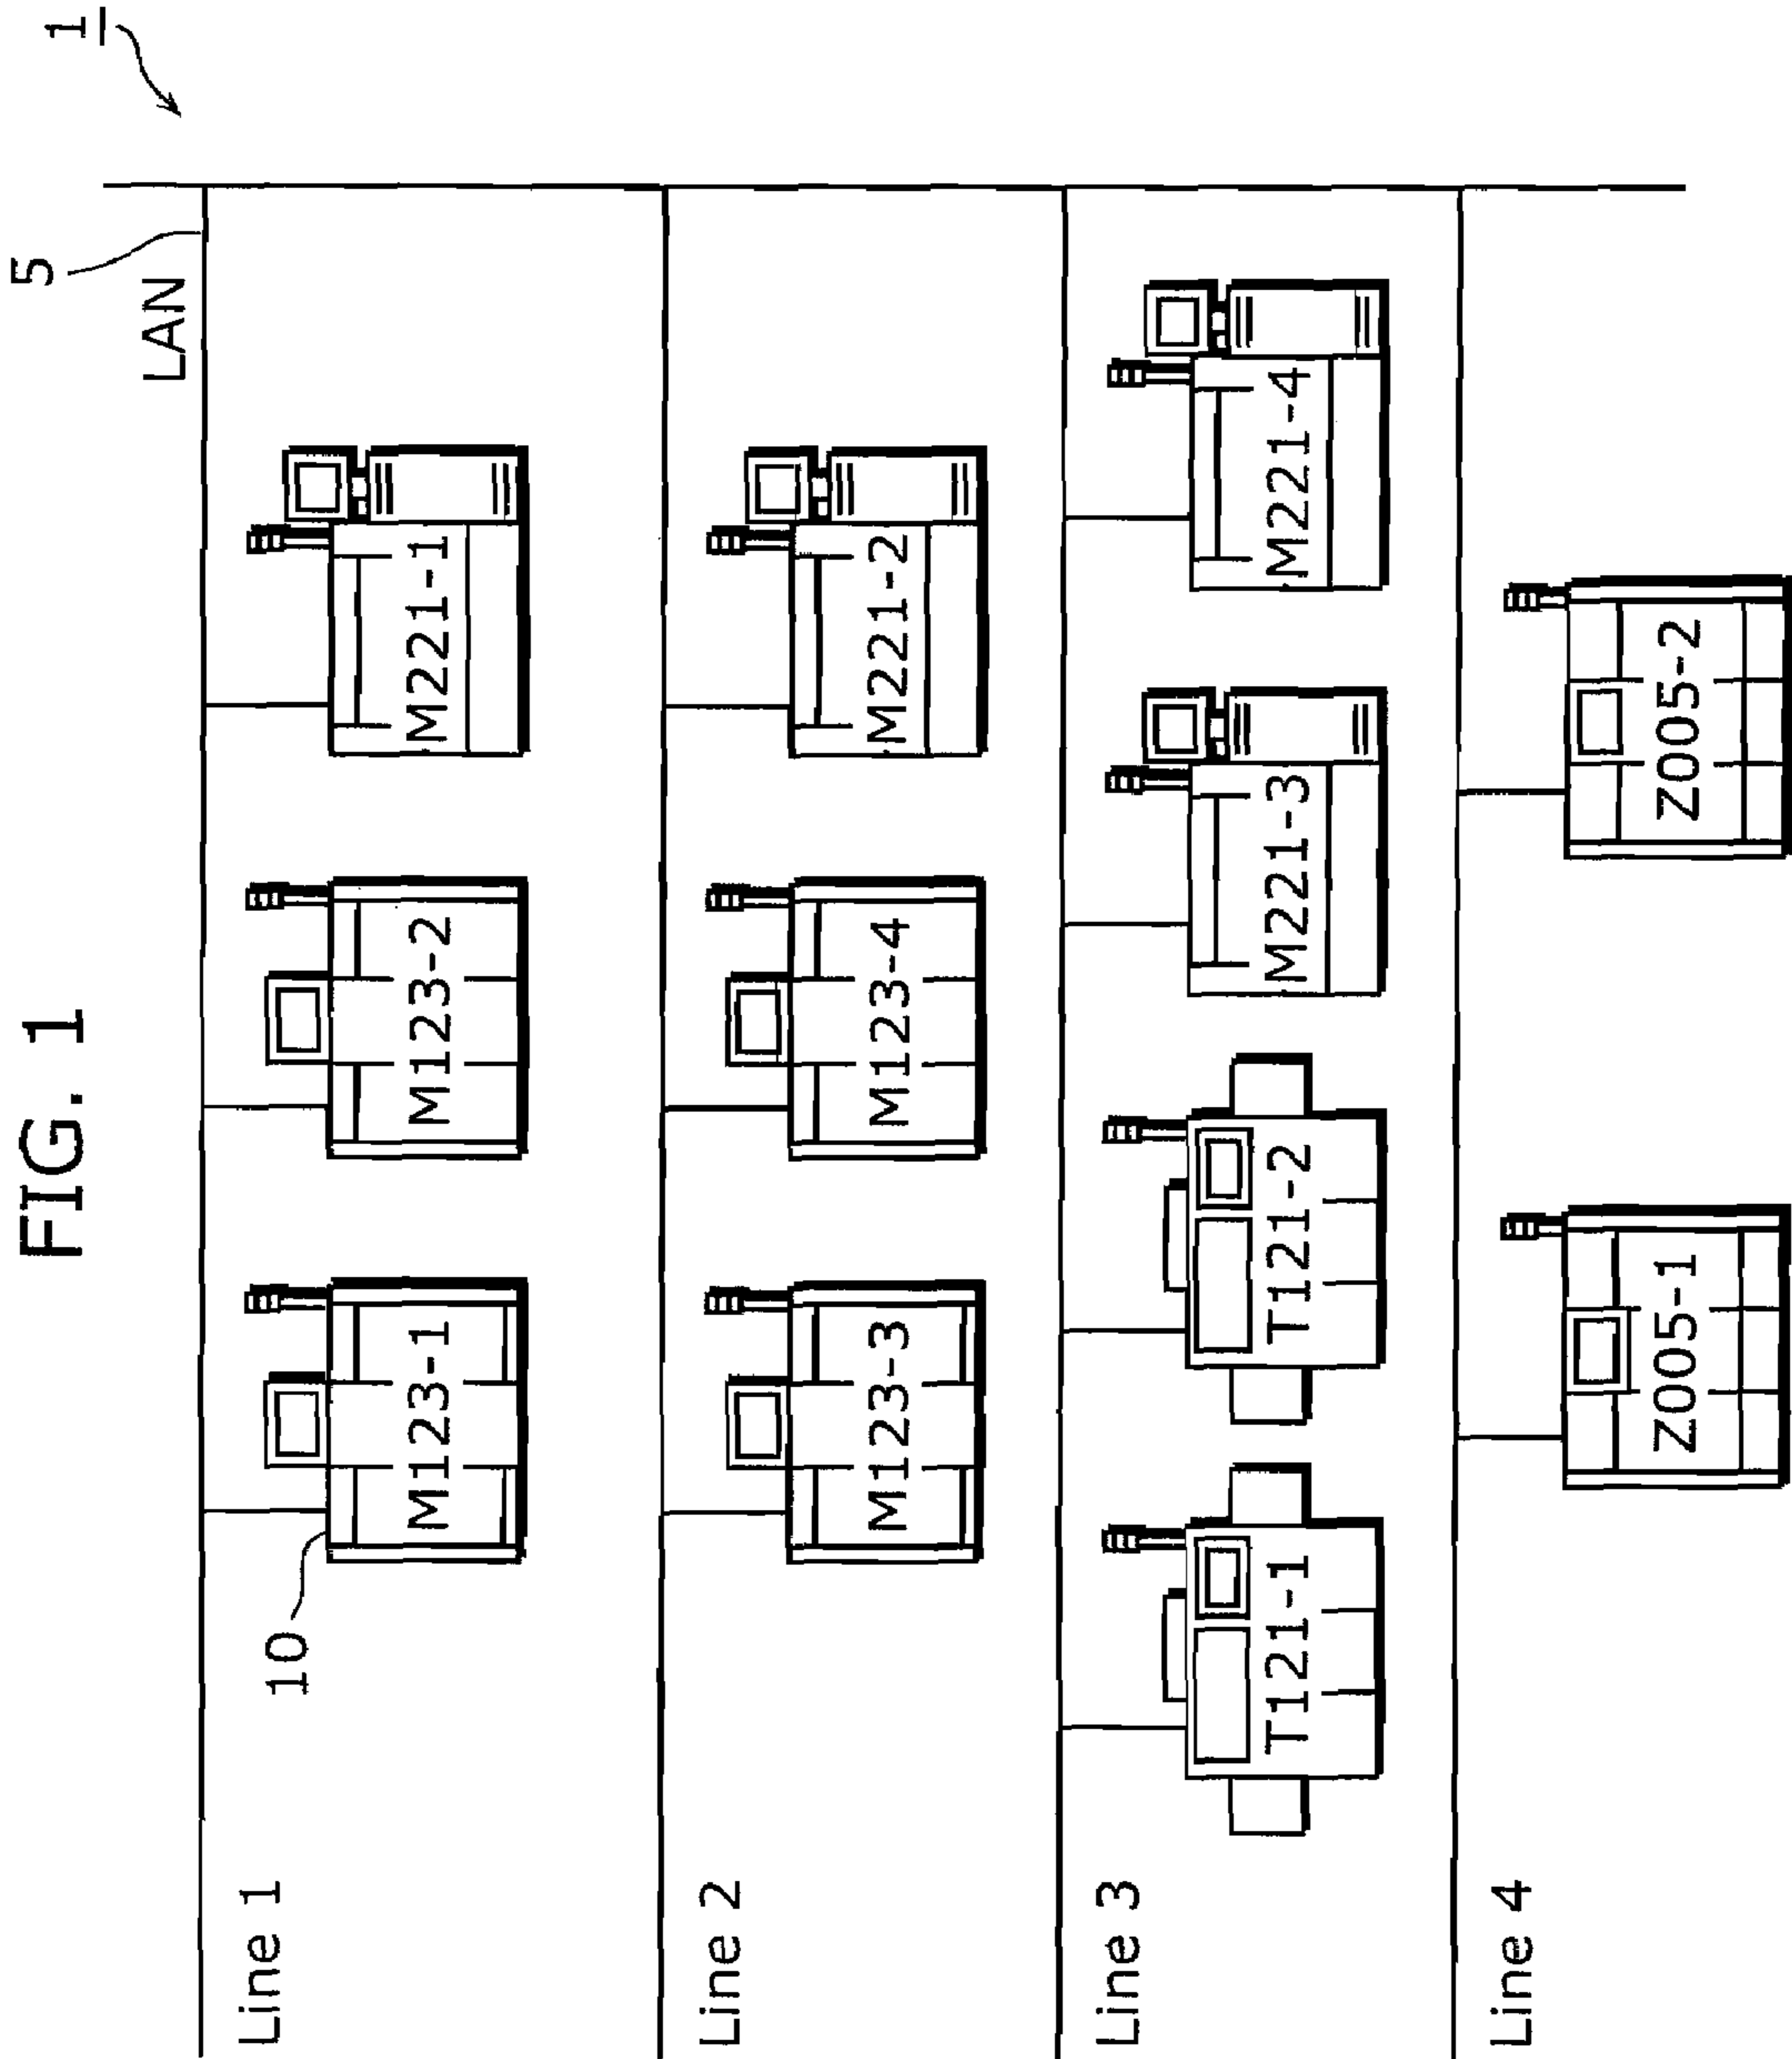 FIG. 1
1
5
LAN
Line 1
10
M123-1
M123-2
M221-1
Line 2
M123-3
M123-4
M221-2
Line 3
T121-1
T121-2
M221-3
M221-4
Line 4
Z005-1
Z005-2